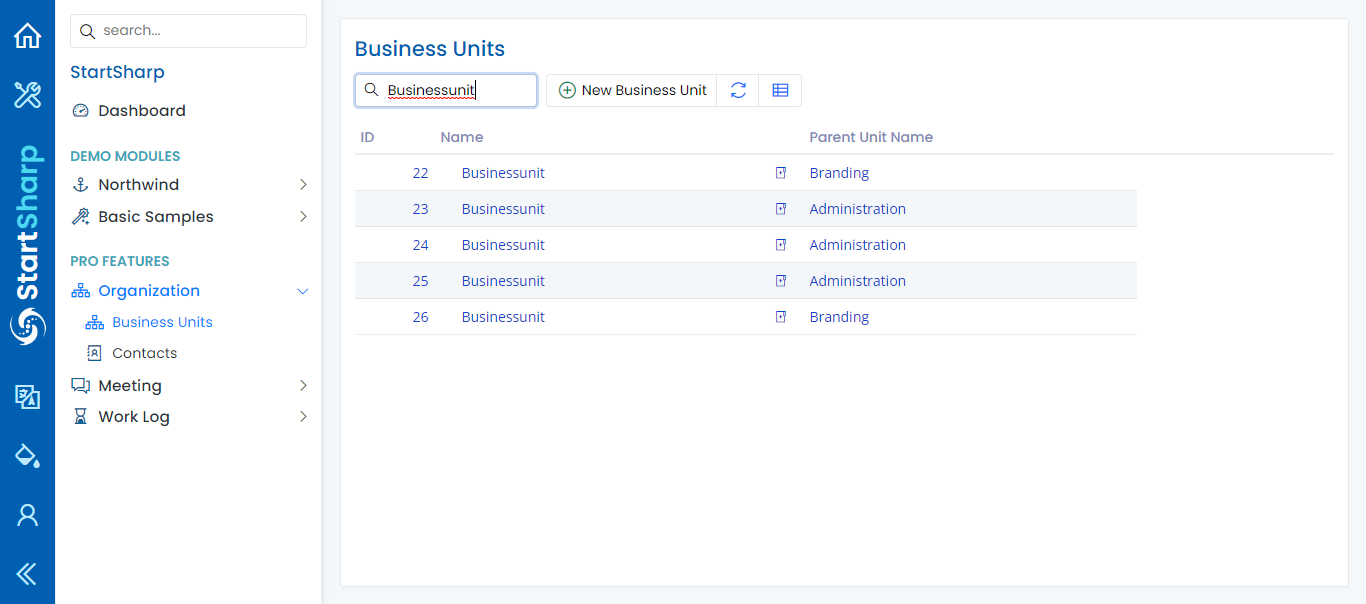 StartSharp
search...
StartSharp
Dashboard
DEMO MODULES
Northwind
Basic Samples
PRO FEATURES
Organization
Business Units
Contacts
Meeting
Work Log
Business Units
Businessunit
New Business Unit
ID Name Parent Unit Name
22 Businessunit Branding
23 Businessunit Administration
24 Businessunit Administration
25 Businessunit Administration
26 Businessunit Branding